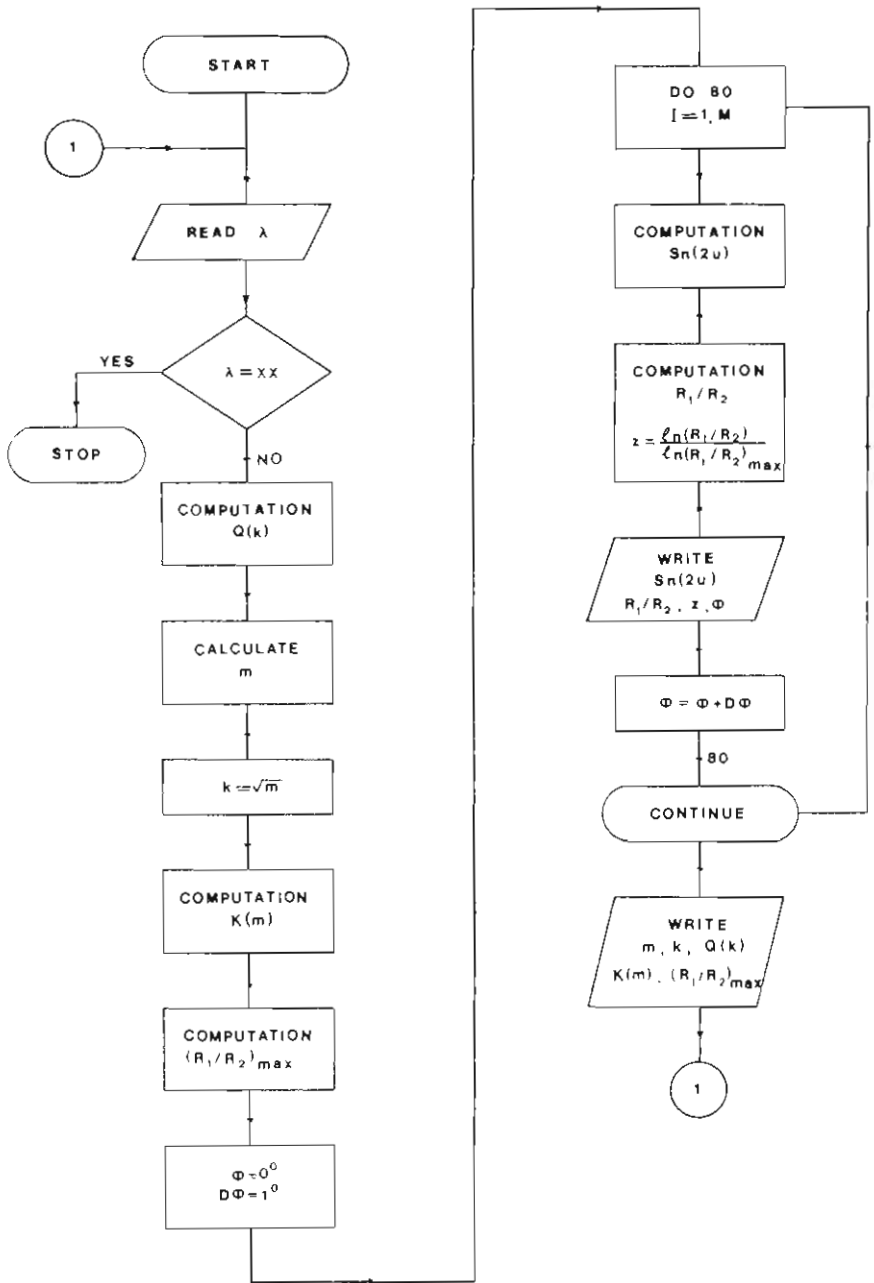 START
1
READ λ
λ = XX
YES
STOP
NO
COMPUTATION
Q(k)
CALCULATE
m
k = √m
COMPUTATION
K(m)
COMPUTATION
(R₁/R₂)max
Φ = 0⁰
DΦ = 1⁰
DO 80
I = 1, M
COMPUTATION
Sn(2u)
COMPUTATION
R₁/R₂
z = ℓn(R₁/R₂)
ℓn(R₁/R₂)max
WRITE
Sn(2u)
R₁/R₂ , z , Φ
Φ = Φ + DΦ
80
CONTINUE
WRITE
m, k, Q(k)
K(m), (R₁/R₂)max
1